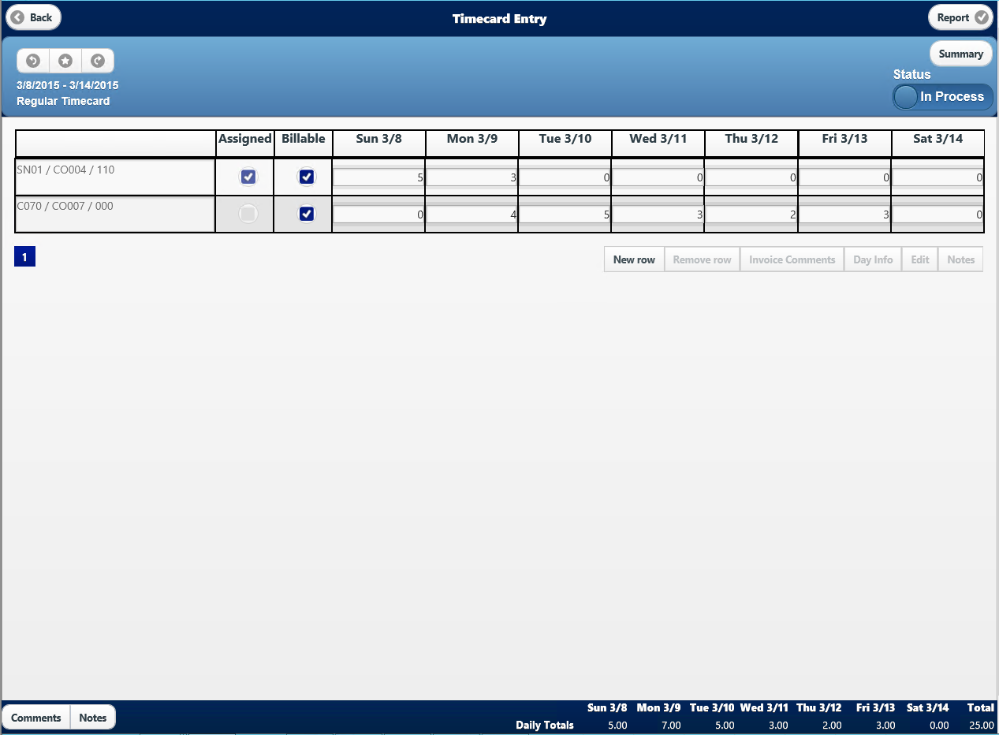 Back
Timecard Entry
Report
Summary
3/8/2015 - 3/14/2015
Status
Regular Timecard
In Process
Assigned Billable Sun 3/8 Mon 3/9 Tue 3/10 Wed 3/11 Thu 3/12 Fri 3/13 Sat 3/14
SN01 / CO004 / 110 5 3 0 0 0 0 0
C070 / CO007 / 000 0 4 5 3 2 3 0
1
New row Remove row Invoice Comments Day Info Edit Notes
Comments Notes
Sun 3/8 Mon 3/9 Tue 3/10 Wed 3/11 Thu 3/12 Fri 3/13 Sat 3/14 Total
Daily Totals 5.00 7.00 5.00 3.00 2.00 3.00 0.00 25.00